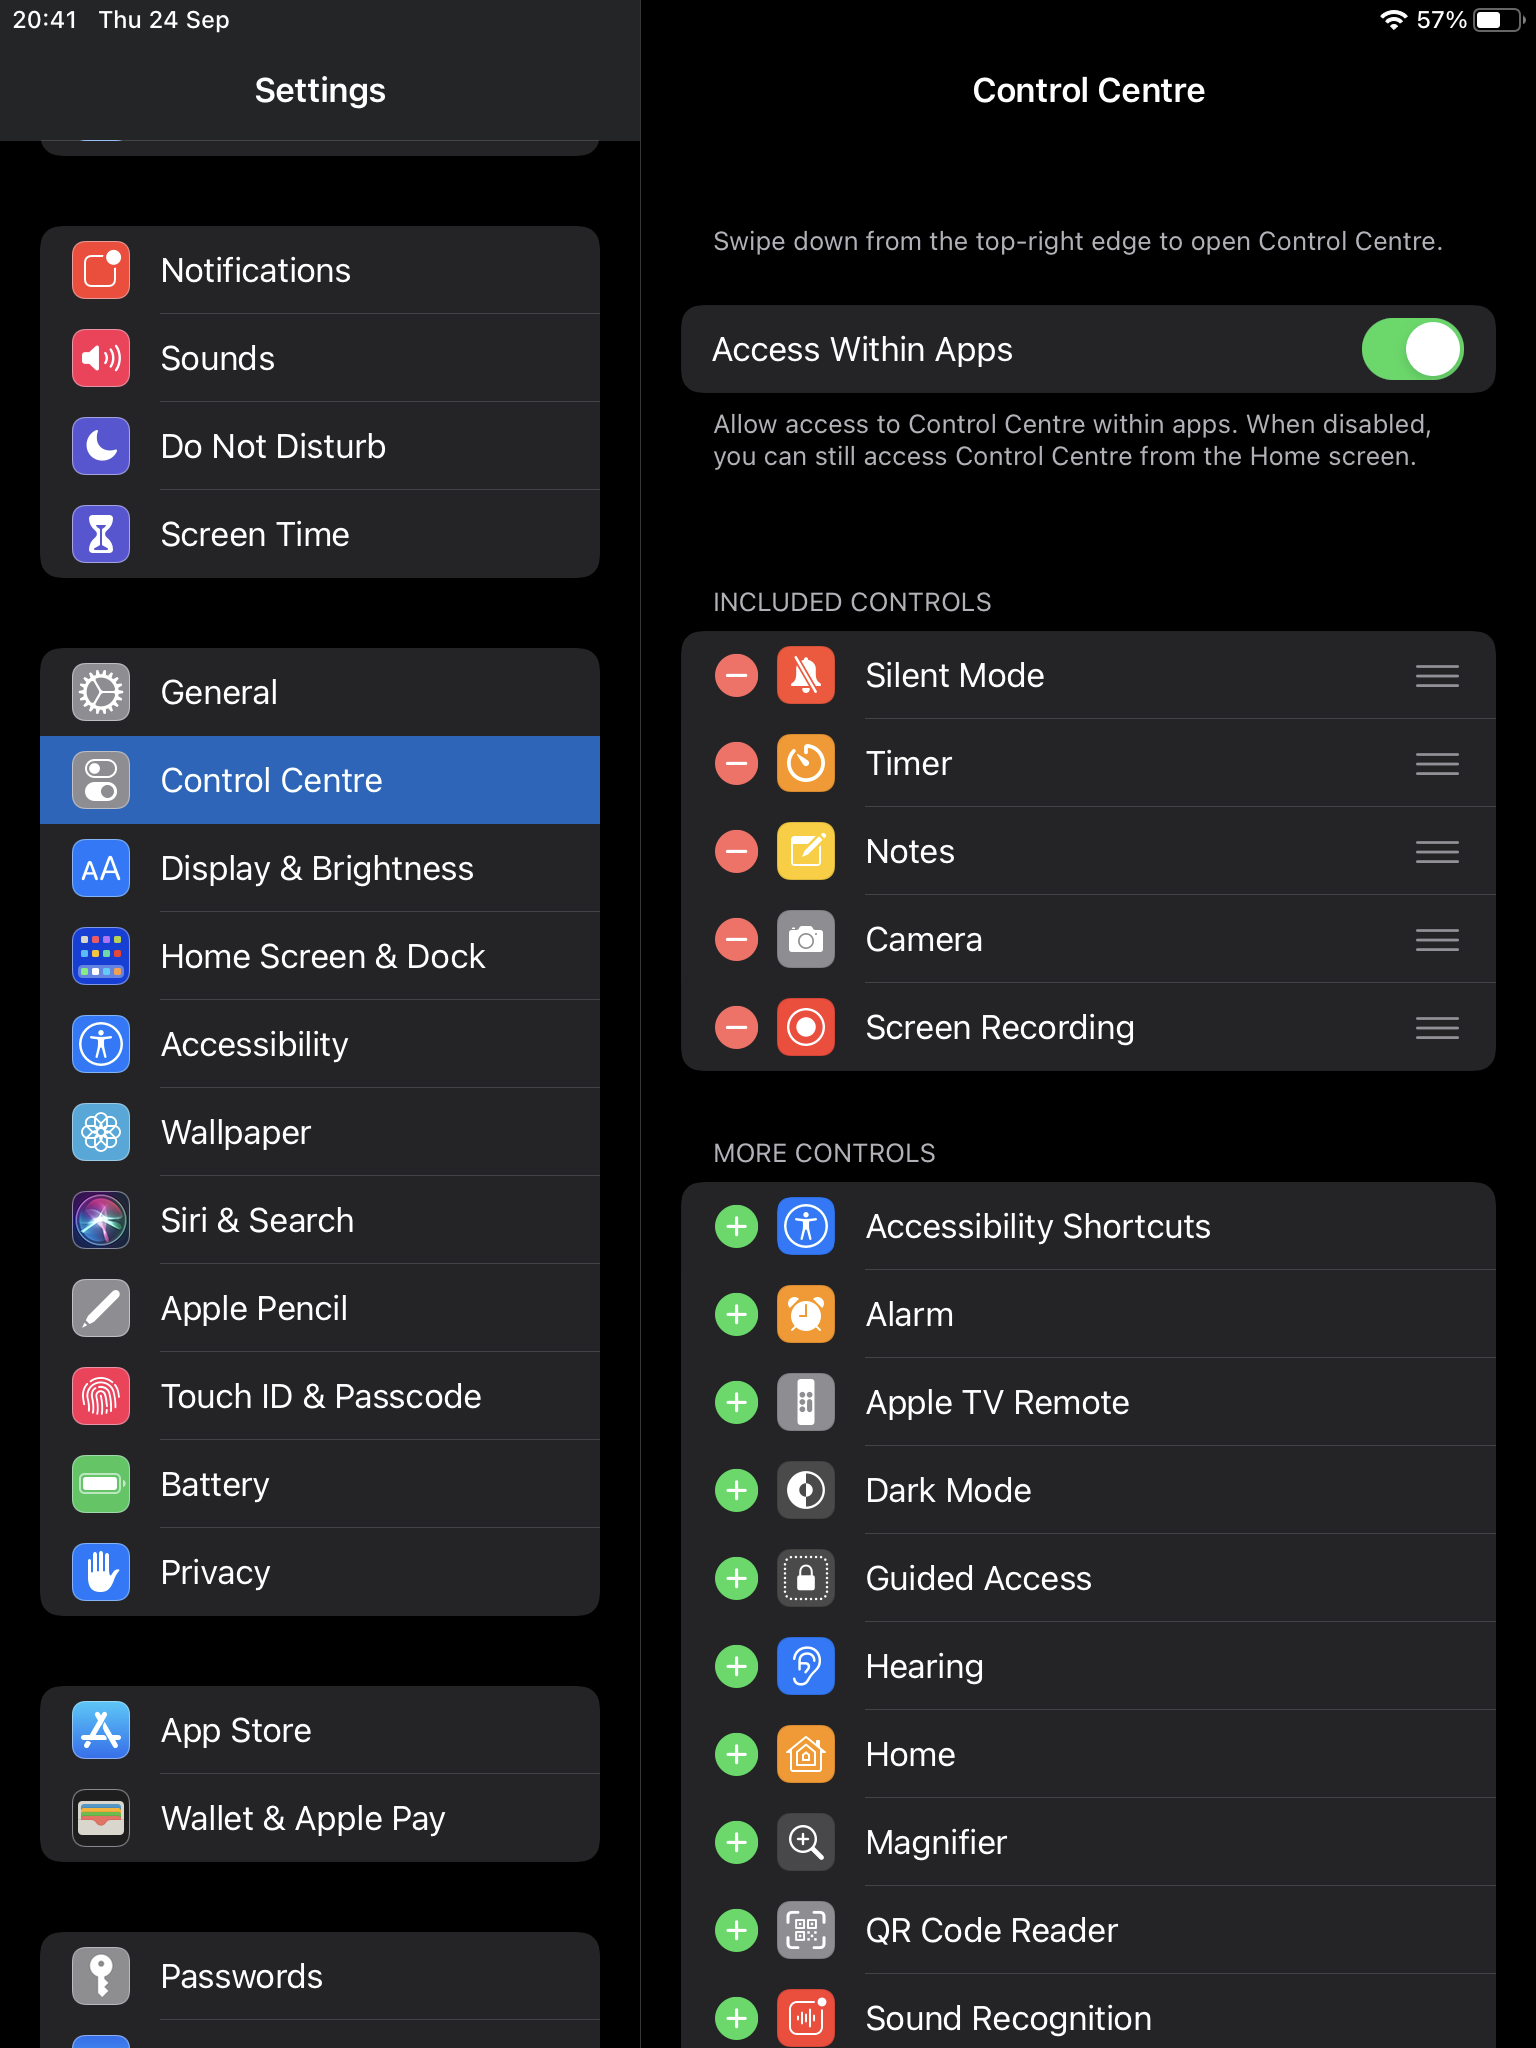 20:41 Thu 24 Sep
57%
Settings
Notifications
Sounds
Do Not Disturb
Screen Time
General
Control Centre
AA Display & Brightness
Home Screen & Dock
Accessibility
Wallpaper
Siri & Search
Apple Pencil
Touch ID & Passcode
Battery
Privacy
App Store
Wallet & Apple Pay
Passwords
Control Centre
Swipe down from the top-right edge to open Control Centre.
Access Within Apps
Allow access to Control Centre within apps. When disabled,
you can still access Control Centre from the Home screen.
INCLUDED CONTROLS
Silent Mode
Timer
Notes
Camera
Screen Recording
MORE CONTROLS
Accessibility Shortcuts
Alarm
Apple TV Remote
Dark Mode
Guided Access
Hearing
Home
Magnifier
QR Code Reader
Sound Recognition